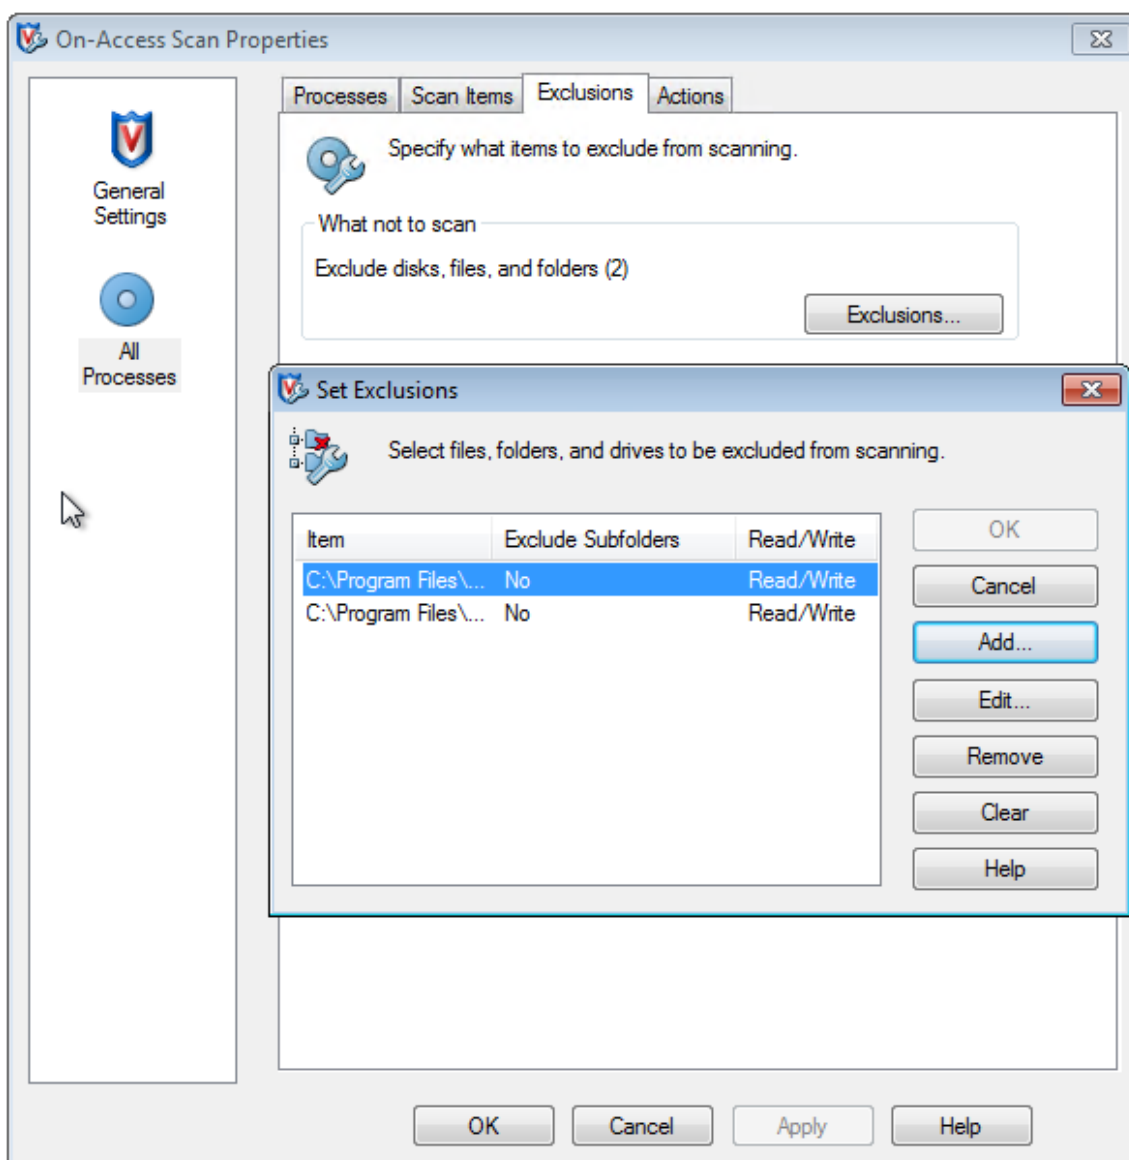 On-Access Scan Properties
General
Settings
All
Processes
Processes Scan Items Exclusions Actions
Specify what items to exclude from scanning.
What not to scan
Exclude disks, files, and folders (2)
Exclusions...
Set Exclusions
Select files, folders, and drives to be excluded from scanning.
Item Exclude Subfolders Read/Write
C:\Program Files\... No Read/Write
C:\Program Files\... No Read/Write
OK
Cancel
Add...
Edit...
Remove
Clear
Help
OK Cancel Apply Help